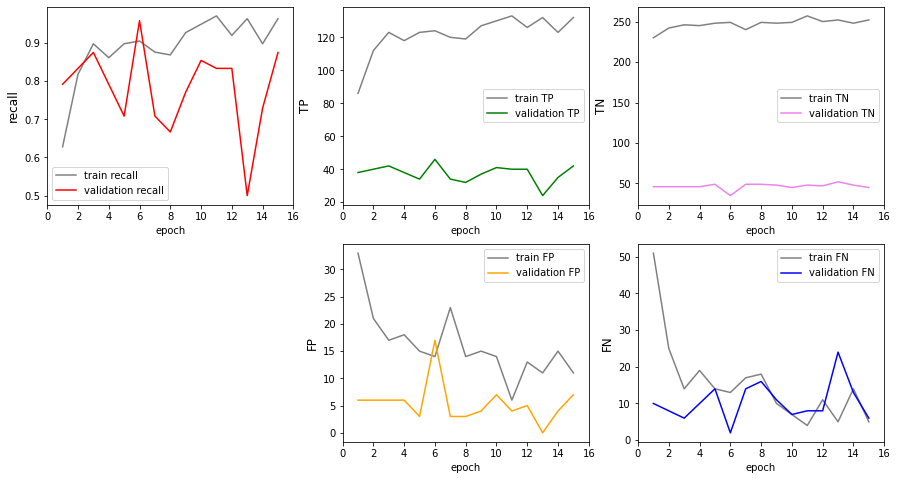 recall
0.9
0.8
0.7
0.6
0.5
train recall
validation recall
0 2 4 6 8 10 12 14 16
epoch
TP
120
100
80
60
40
20
train TP
validation TP
0 2 4 6 8 10 12 14 16
epoch
TN
250
200
150
100
50
train TN
validation TN
0 2 4 6 8 10 12 14 16
epoch
FP
30
25
20
15
10
5
0
train FP
validation FP
0 2 4 6 8 10 12 14 16
epoch
FN
50
40
30
20
10
0
train FN
validation FN
0 2 4 6 8 10 12 14 16
epoch